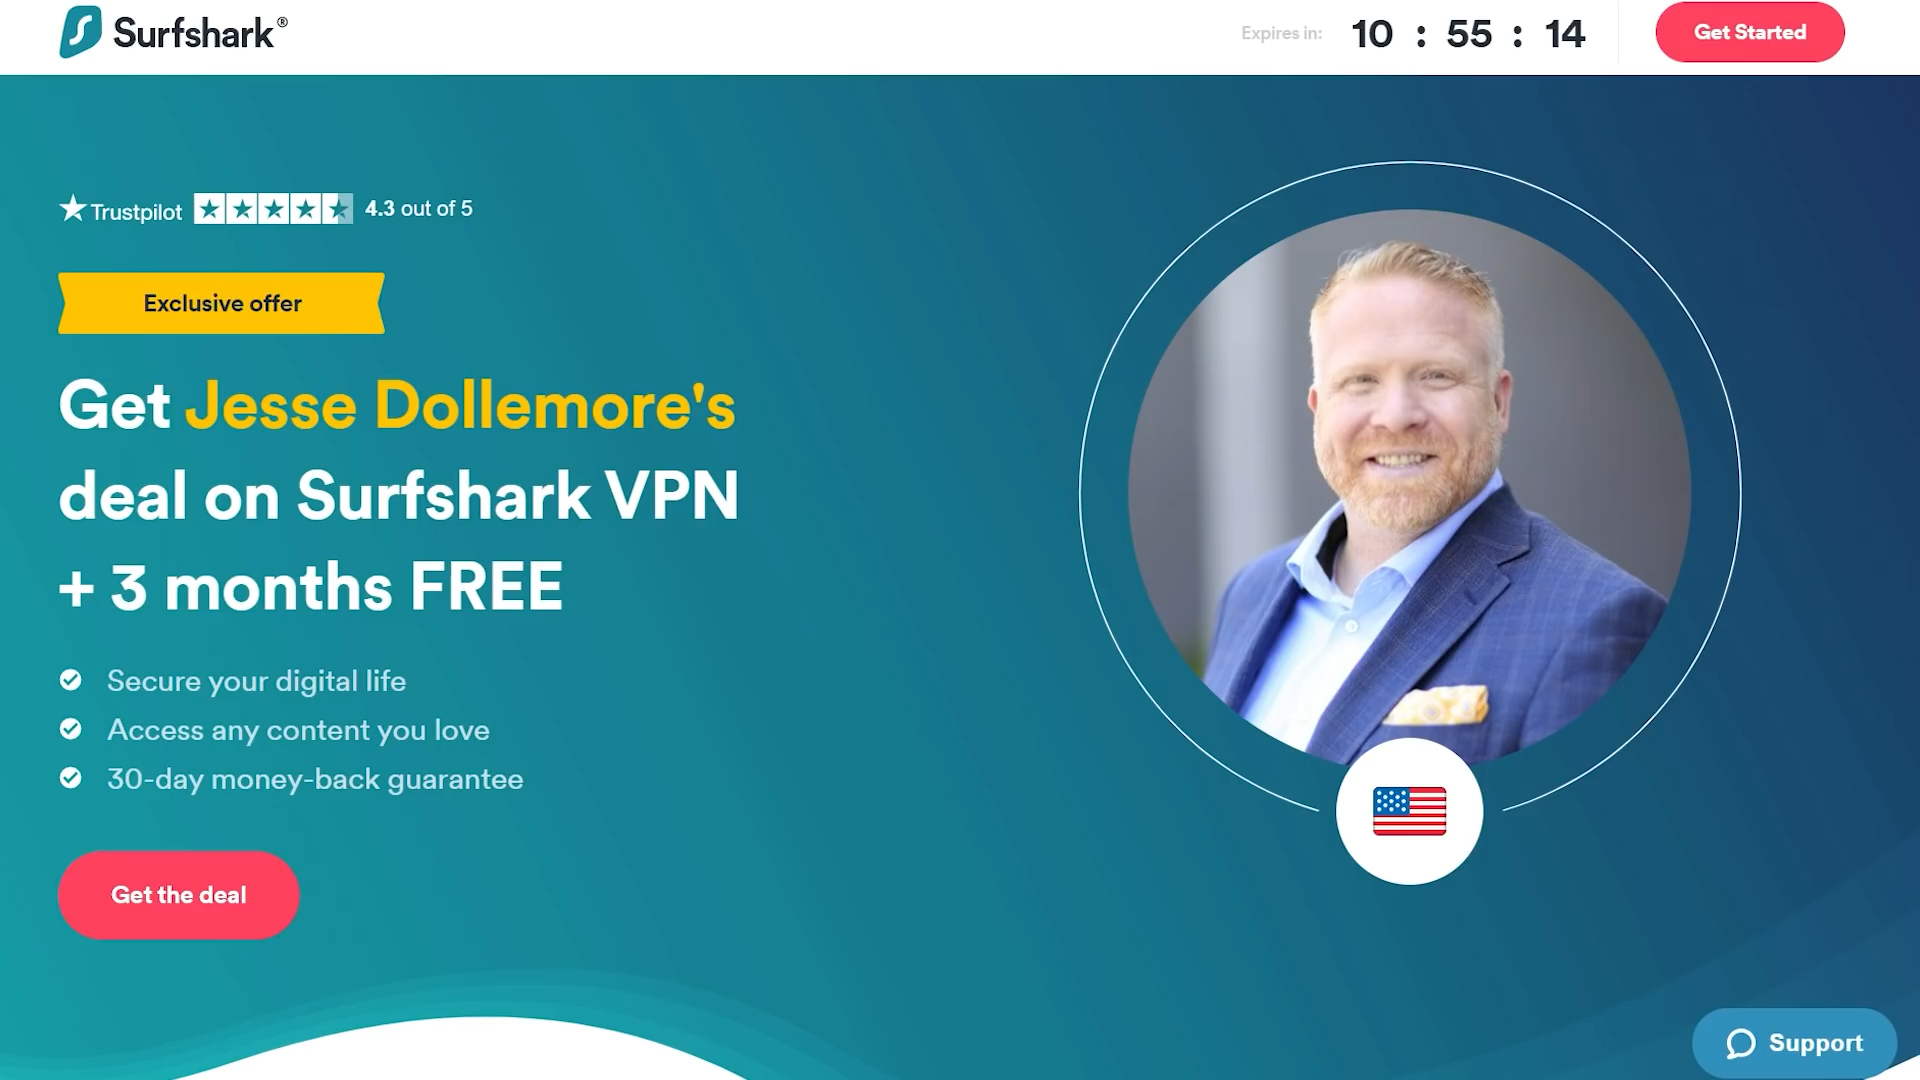 Surfshark®
Expires in: 10 : 55 : 14
Get Started
Trustpilot 4.3 out of 5
Exclusive offer
Get Jesse Dollemore's
deal on Surfshark VPN
+ 3 months FREE
Secure your digital life
Access any content you love
30-day money-back guarantee
Get the deal
Support